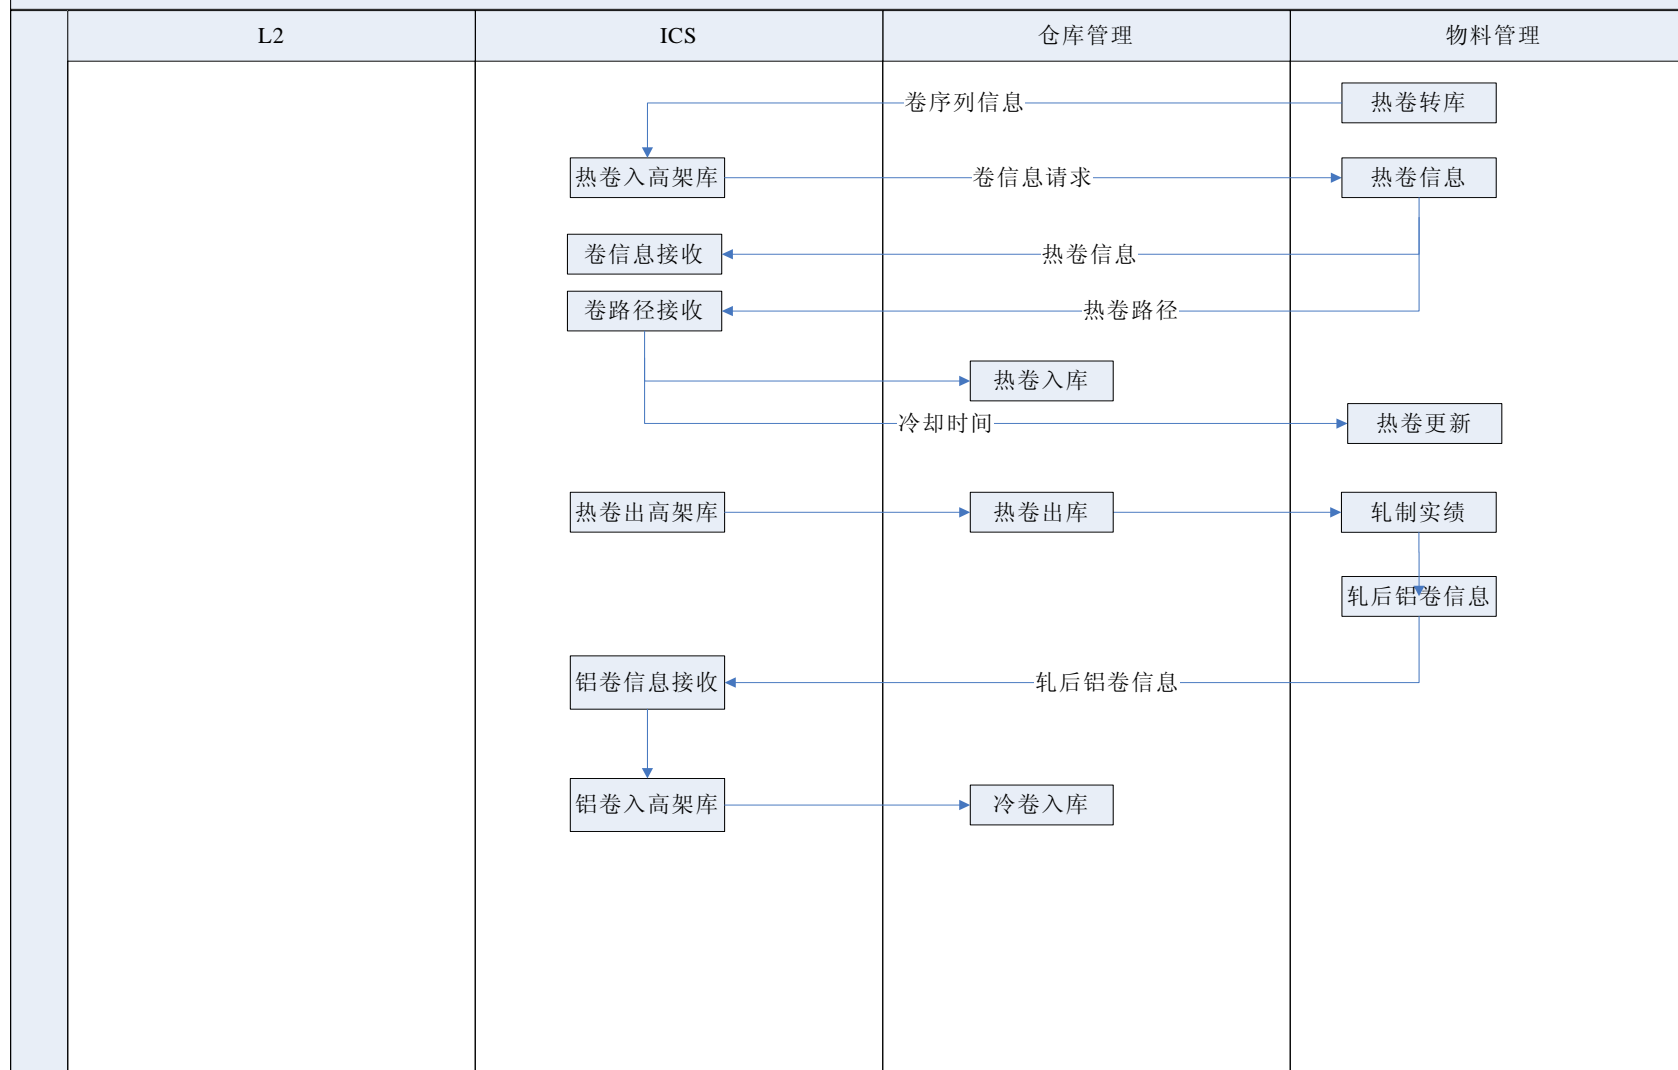 L2
ICS
仓库管理
物料管理
卷序列信息
热卷转库
热卷入高架库
卷信息请求
热卷信息
卷信息接收
热卷信息
卷路径接收
热卷路径
热卷入库
冷却时间
热卷更新
热卷出高架库
热卷出库
轧制实绩
轧后铝卷信息
铝卷信息接收
轧后铝卷信息
铝卷入高架库
冷卷入库